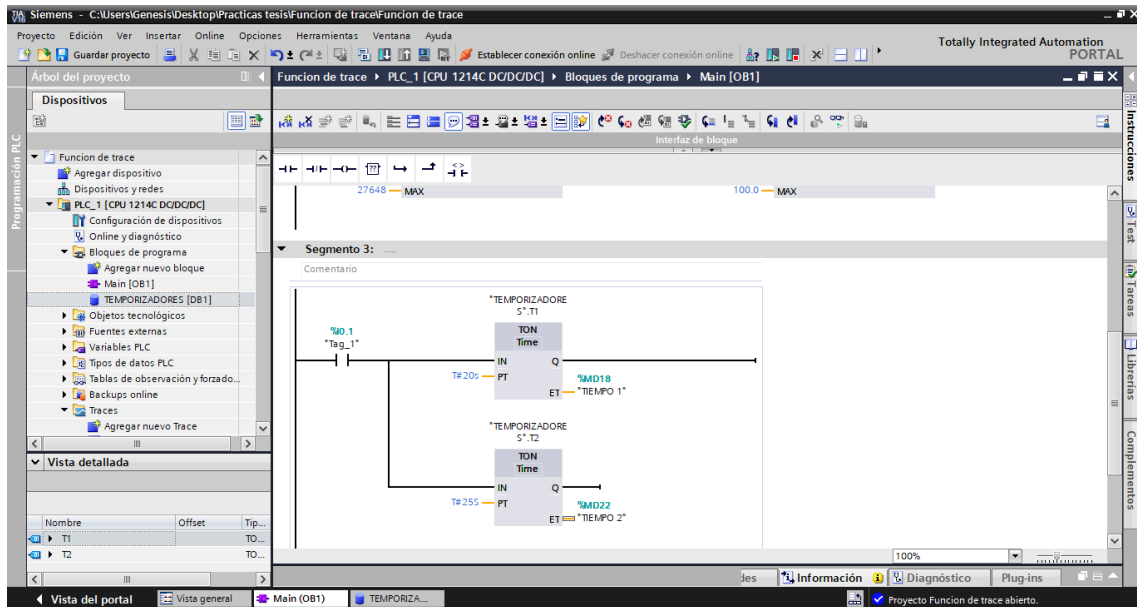 Siemens - C:\Users\Genesis\Desktop\Practicas tesis\Funcion de trace\Funcion de trace
Proyecto Edición Ver Insertar Online Opciones Herramientas Ventana Ayuda
Totally Integrated Automation
PORTAL
Guardar proyecto
Establecer conexión online
Deshacer conexión online
Árbol del proyecto
Funcion de trace PLC_1 [CPU 1214C DC/DC/DC] Bloques de programa Main [OB1]
Dispositivos
Programación PLC
Interfaz de bloque
Funcion de trace
Agregar dispositivo
Dispositivos y redes
PLC_1 [CPU 1214C DC/DC/DC]
Configuración de dispositivos
Online y diagnóstico
Bloques de programa
Agregar nuevo bloque
Main [OB1]
TEMPORIZADORES [DB1]
Objetos tecnológicos
Fuentes externas
Variables PLC
Tipos de datos PLC
Tablas de observación y forzado...
Backups online
Traces
Agregar nuevo Trace
Vista detallada
Nombre Offset Tip...
T1 TO...
T2 TO...
27648 MAX
100.0 MAX
Segmento 3: .....
Comentario
%I0.1
"Tag_1"
"TEMPORIZADORE
S".T1
TON
Time
IN Q
T#20s PT
%MD18
ET "TIEMPO 1"
"TEMPORIZADORE
S".T2
TON
Time
IN Q
T#25S PT
%MD22
ET "TIEMPO 2"
100%
Instrucciones
Test
Tareas
Librerías
Complementos
des Información Diagnóstico Plug-ins
Vista del portal Vista general Main (OB1) TEMPORIZA...
Proyecto Funcion de trace abierto.